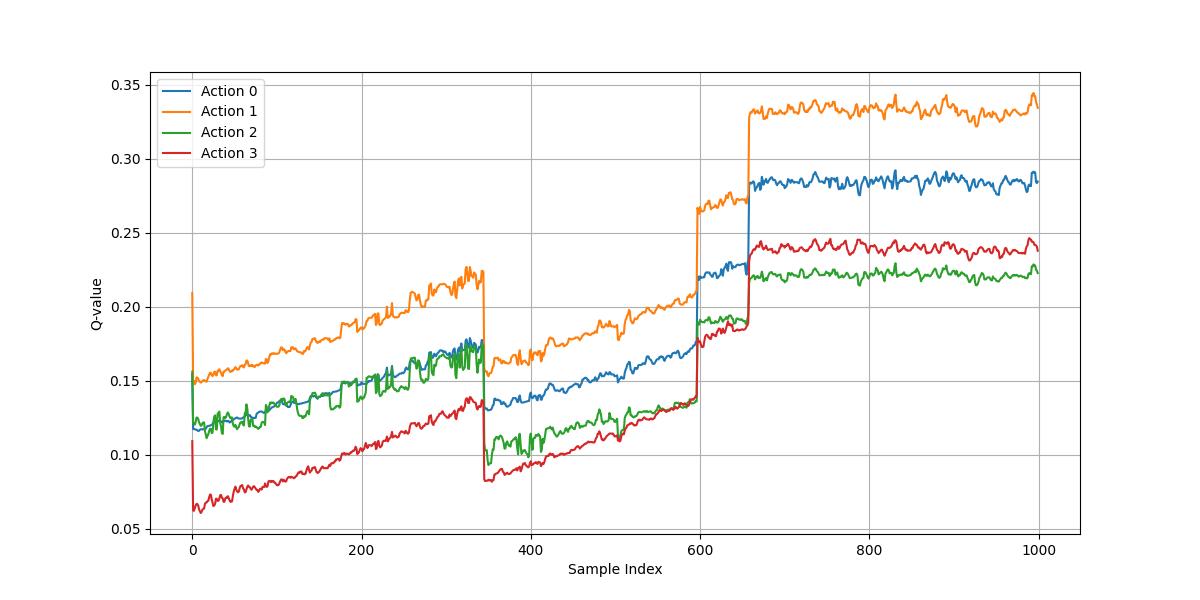 0.35
0.30
0.25
0.20
0.15
0.10
0.05
Q-value
Action 0
Action 1
Action 2
Action 3
0 200 400 600 800 1000
Sample Index